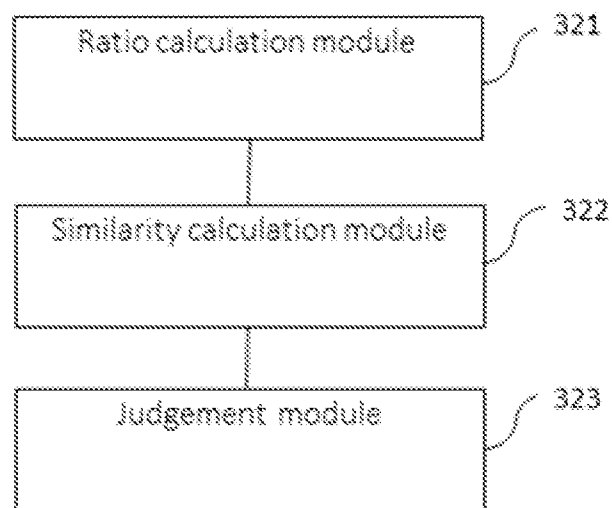 Ratio calculation module
321
Similarity calculation module
322
Judgement module
323